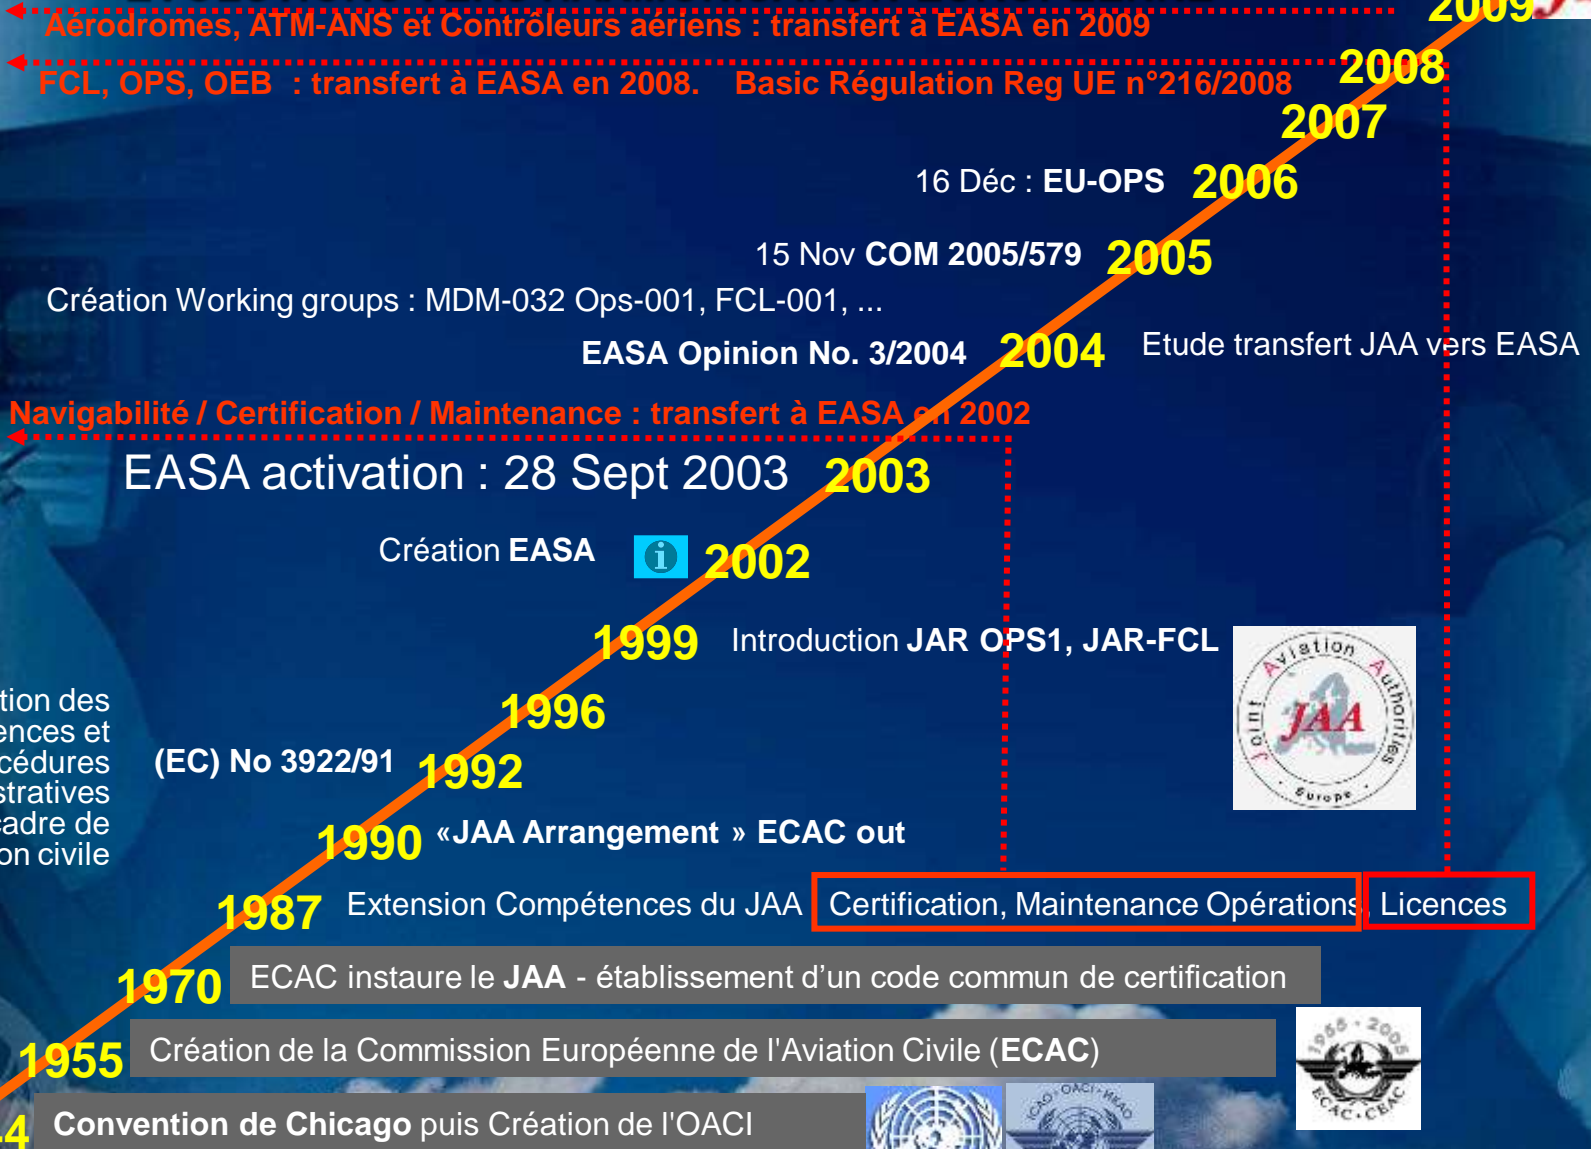 2009
Aérodromes, ATM-ANS et Contrôleurs aériens : transfert à EASA en 2009
2008
FCL, OPS, OEB : transfert à EASA en 2008. Basic Régulation Reg UE n°216/2008
2007
16 Déc : EU-OPS 2006
15 Nov COM 2005/579 2005
Création Working groups : MDM-032 Ops-001, FCL-001, ...
EASA Opinion No. 3/2004 2004 Etude transfert JAA vers EASA
Navigabilité / Certification / Maintenance : transfert à EASA en 2002
EASA activation : 28 Sept 2003 2003
Création EASA i 2002
1999 Introduction JAR OPS1, JAR-FCL
Joint Aviation Authorities
JAA
Europe
1996
tion des
ences et
cédures
(EC) No 3922/91 1992
stratives
cadre de
on civile
1990 «JAA Arrangement » ECAC out
1987 Extension Compétences du JAA Certification, Maintenance Opérations, Licences
1970 ECAC instaure le JAA - établissement d’un code commun de certification
1955 Création de la Commission Européenne de l'Aviation Civile (ECAC)
1955 - 2005
ECAC • CEAC
4 Convention de Chicago puis Création de l'OACI
ICAO • OACI • ИКАО